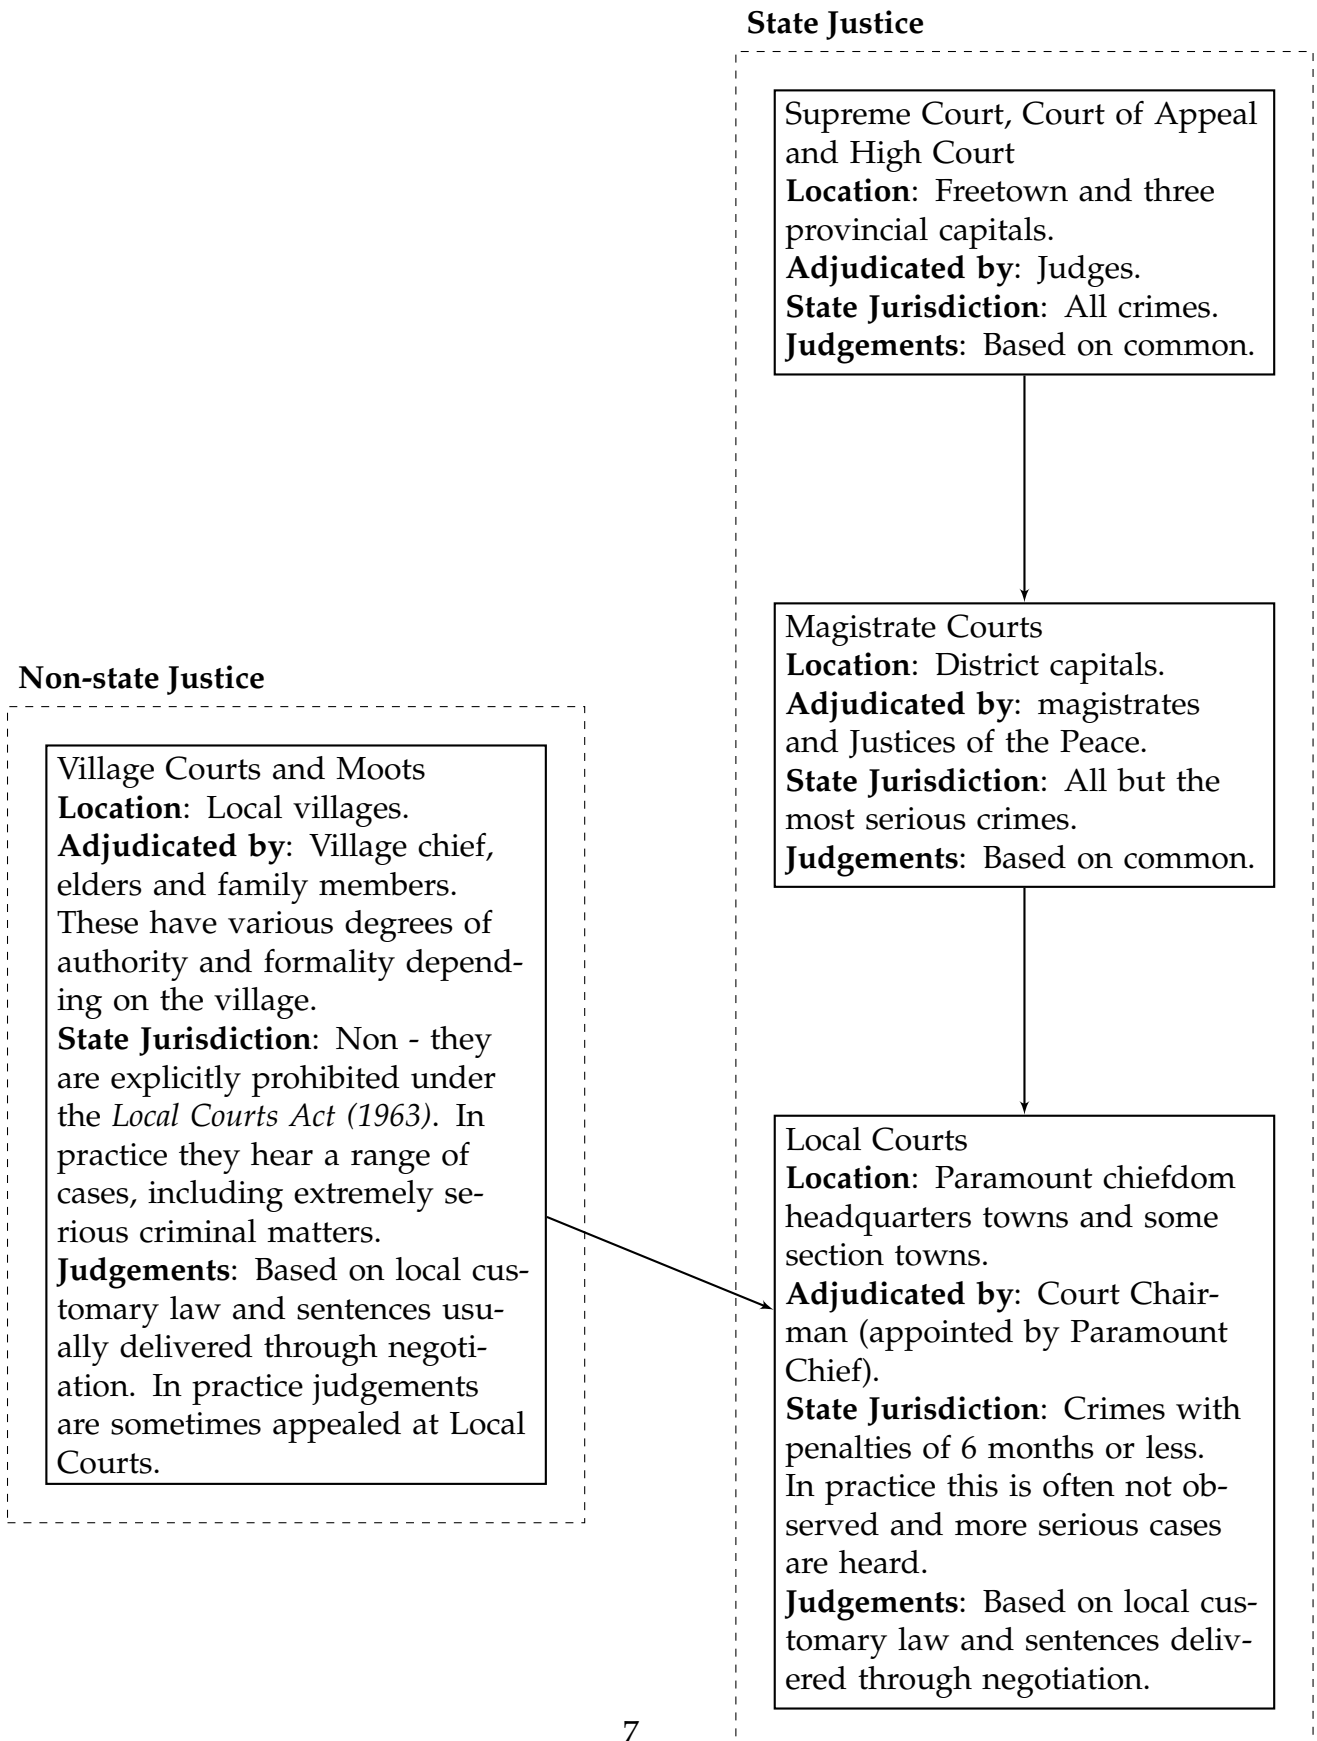 State Justice
Supreme Court, Court of Appeal
and High Court
Location: Freetown and three
provincial capitals.
Adjudicated by: Judges.
State Jurisdiction: All crimes.
Judgements: Based on common.
Magistrate Courts
Location: District capitals.
Adjudicated by: magistrates
and Justices of the Peace.
State Jurisdiction: All but the
most serious crimes.
Judgements: Based on common.
Non-state Justice
Village Courts and Moots
Location: Local villages.
Adjudicated by: Village chief,
elders and family members.
These have various degrees of
authority and formality depend-
ing on the village.
State Jurisdiction: Non - they
are explicitly prohibited under
the Local Courts Act (1963). In
practice they hear a range of
cases, including extremely se-
rious criminal matters.
Judgements: Based on local cus-
tomary law and sentences usu-
ally delivered through negoti-
ation. In practice judgements
are sometimes appealed at Local
Courts.
Local Courts
Location: Paramount chiefdom
headquarters towns and some
section towns.
Adjudicated by: Court Chair-
man (appointed by Paramount
Chief).
State Jurisdiction: Crimes with
penalties of 6 months or less.
In practice this is often not ob-
served and more serious cases
are heard.
Judgements: Based on local cus-
tomary law and sentences deliv-
ered through negotiation.
7